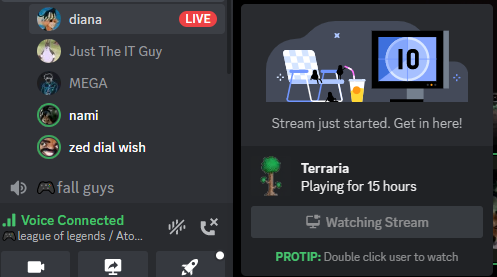 diana
LIVE
Just The IT Guy
MEGA
nami
zed dial wish
fall guys
Voice Connected
league of legends / Ato...
10
Stream just started. Get in here!
Terraria
Playing for 15 hours
Watching Stream
PROTIP: Double click user to watch